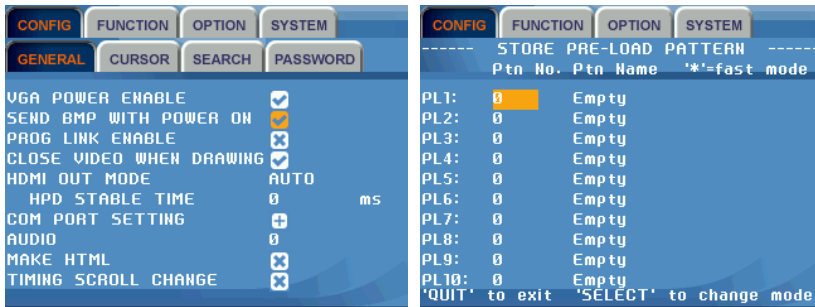 CONFIG FUNCTION OPTION SYSTEM
GENERAL CURSOR SEARCH PASSWORD
VGA POWER ENABLE
SEND BMP WITH POWER ON
PROG LINK ENABLE
CLOSE VIDEO WHEN DRAWING
HDMI OUT MODE AUTO
HPD STABLE TIME 0 ms
COM PORT SETTING
AUDIO 0
MAKE HTML
TIMING SCROLL CHANGE
CONFIG FUNCTION OPTION SYSTEM
------ STORE PRE-LOAD PATTERN -----
Ptn No. Ptn Name '*'=fast mode
PL1: 0 Empty
PL2: 0 Empty
PL3: 0 Empty
PL4: 0 Empty
PL5: 0 Empty
PL6: 0 Empty
PL7: 0 Empty
PL8: 0 Empty
PL9: 0 Empty
PL10: 0 Empty
'QUIT' to exit 'SELECT' to change mode